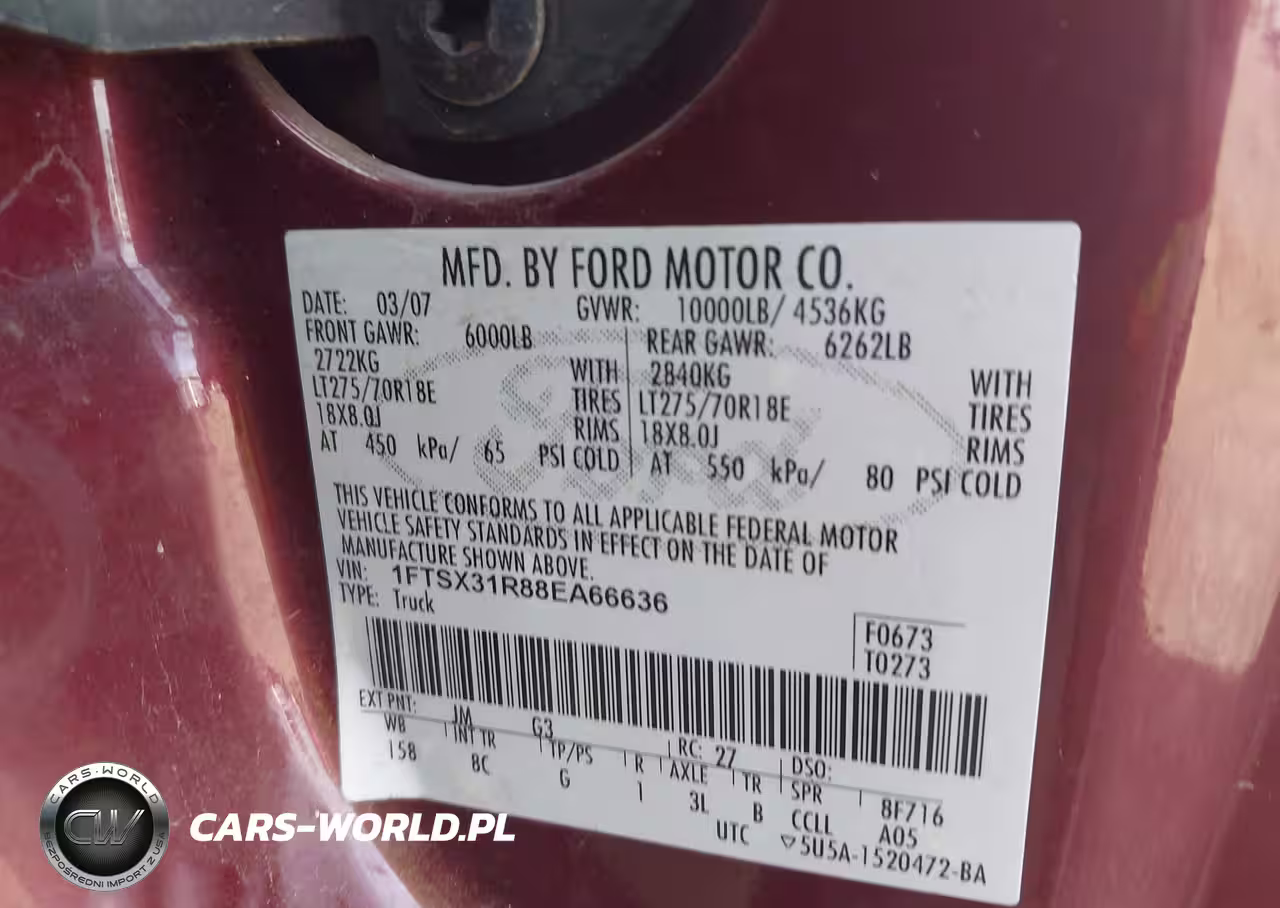 MFD. BY FORD MOTOR CO.
DATE: 03/07 GVWR: 10000LB/ 4536KG
FRONT GAWR: 6000LB REAR GAWR: 6262LB
2722KG WITH 2840KG WITH
LT275/70R18E TIRES LT275/70R18E TIRES
18X8.0J RIMS 18X8.0J RIMS
AT 450 kPa/ 65 PSI COLD AT 550 kPa/ 80 PSI COLD
THIS VEHICLE CONFORMS TO ALL APPLICABLE FEDERAL MOTOR
VEHICLE SAFETY STANDARDS IN EFFECT ON THE DATE OF
MANUFACTURE SHOWN ABOVE.
VIN: 1FTSX31R88EA66636
TYPE: Truck
F0673
T0273
EXT PNT: JM G3 RC: 27 DSO:
WB INT TR TP/PS R AXLE TR SPR 8F716
158 8C G 1 3L B CCLL A05
UTC ▽5U5A-1520472-BA
Ford
CARS-WORLD
CW
BEZPOŚREDNI IMPORT Z USA
CARS-WORLD.PL